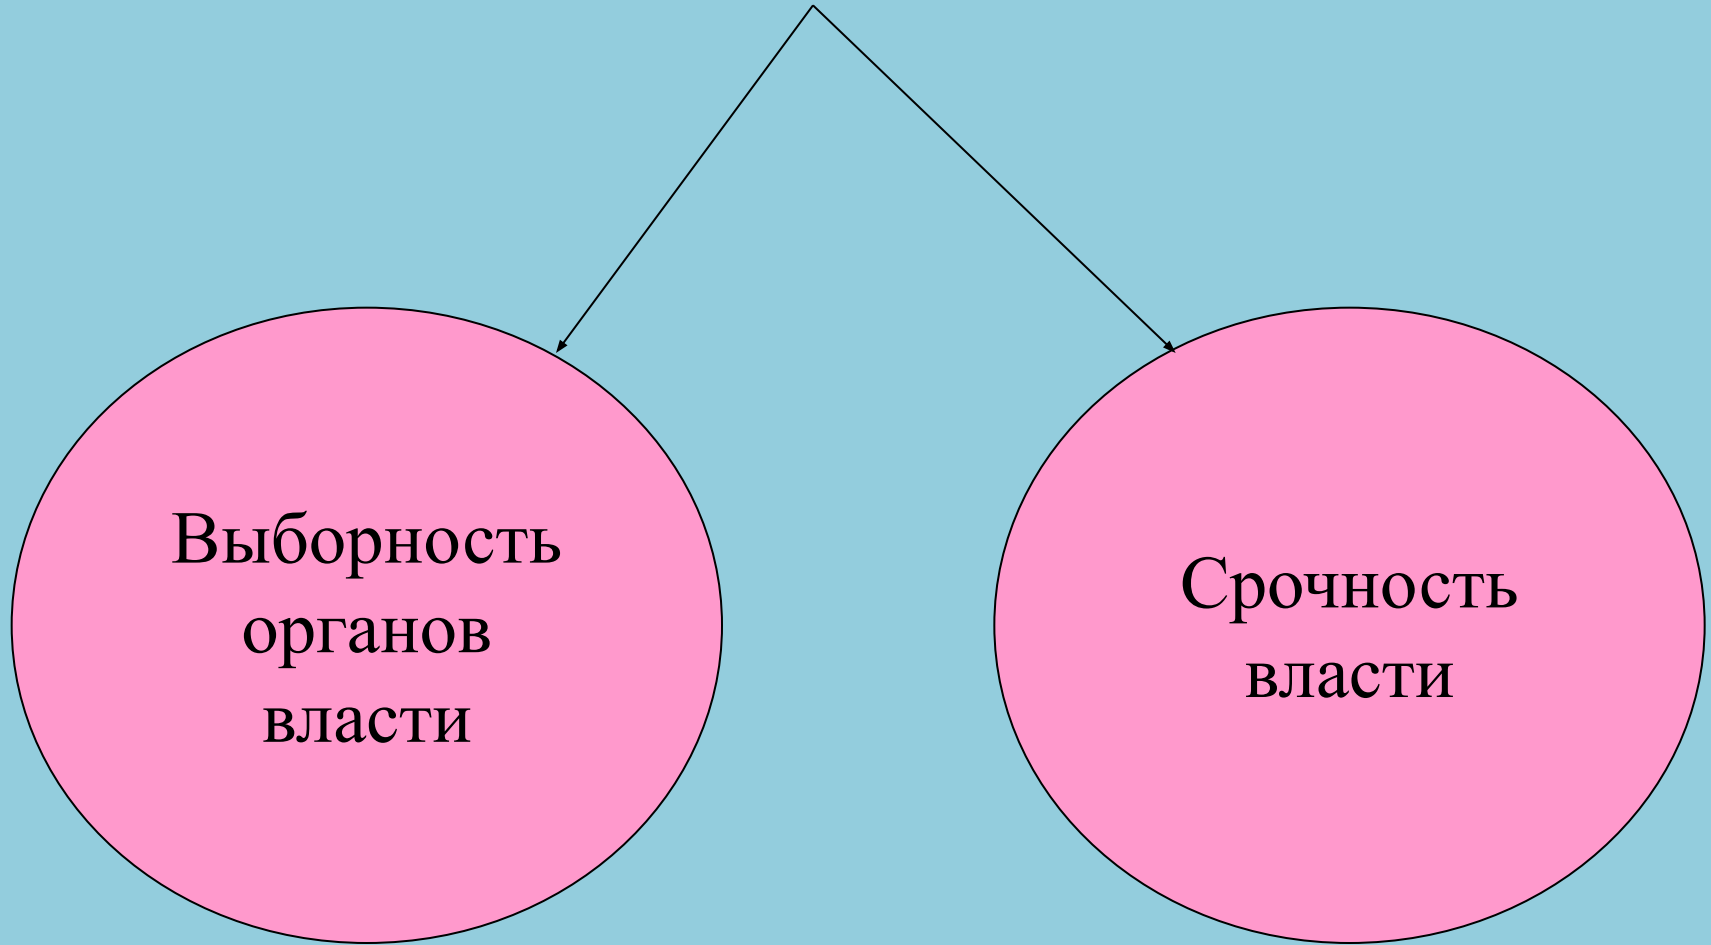 Выборность
органов
власти
Срочность
власти